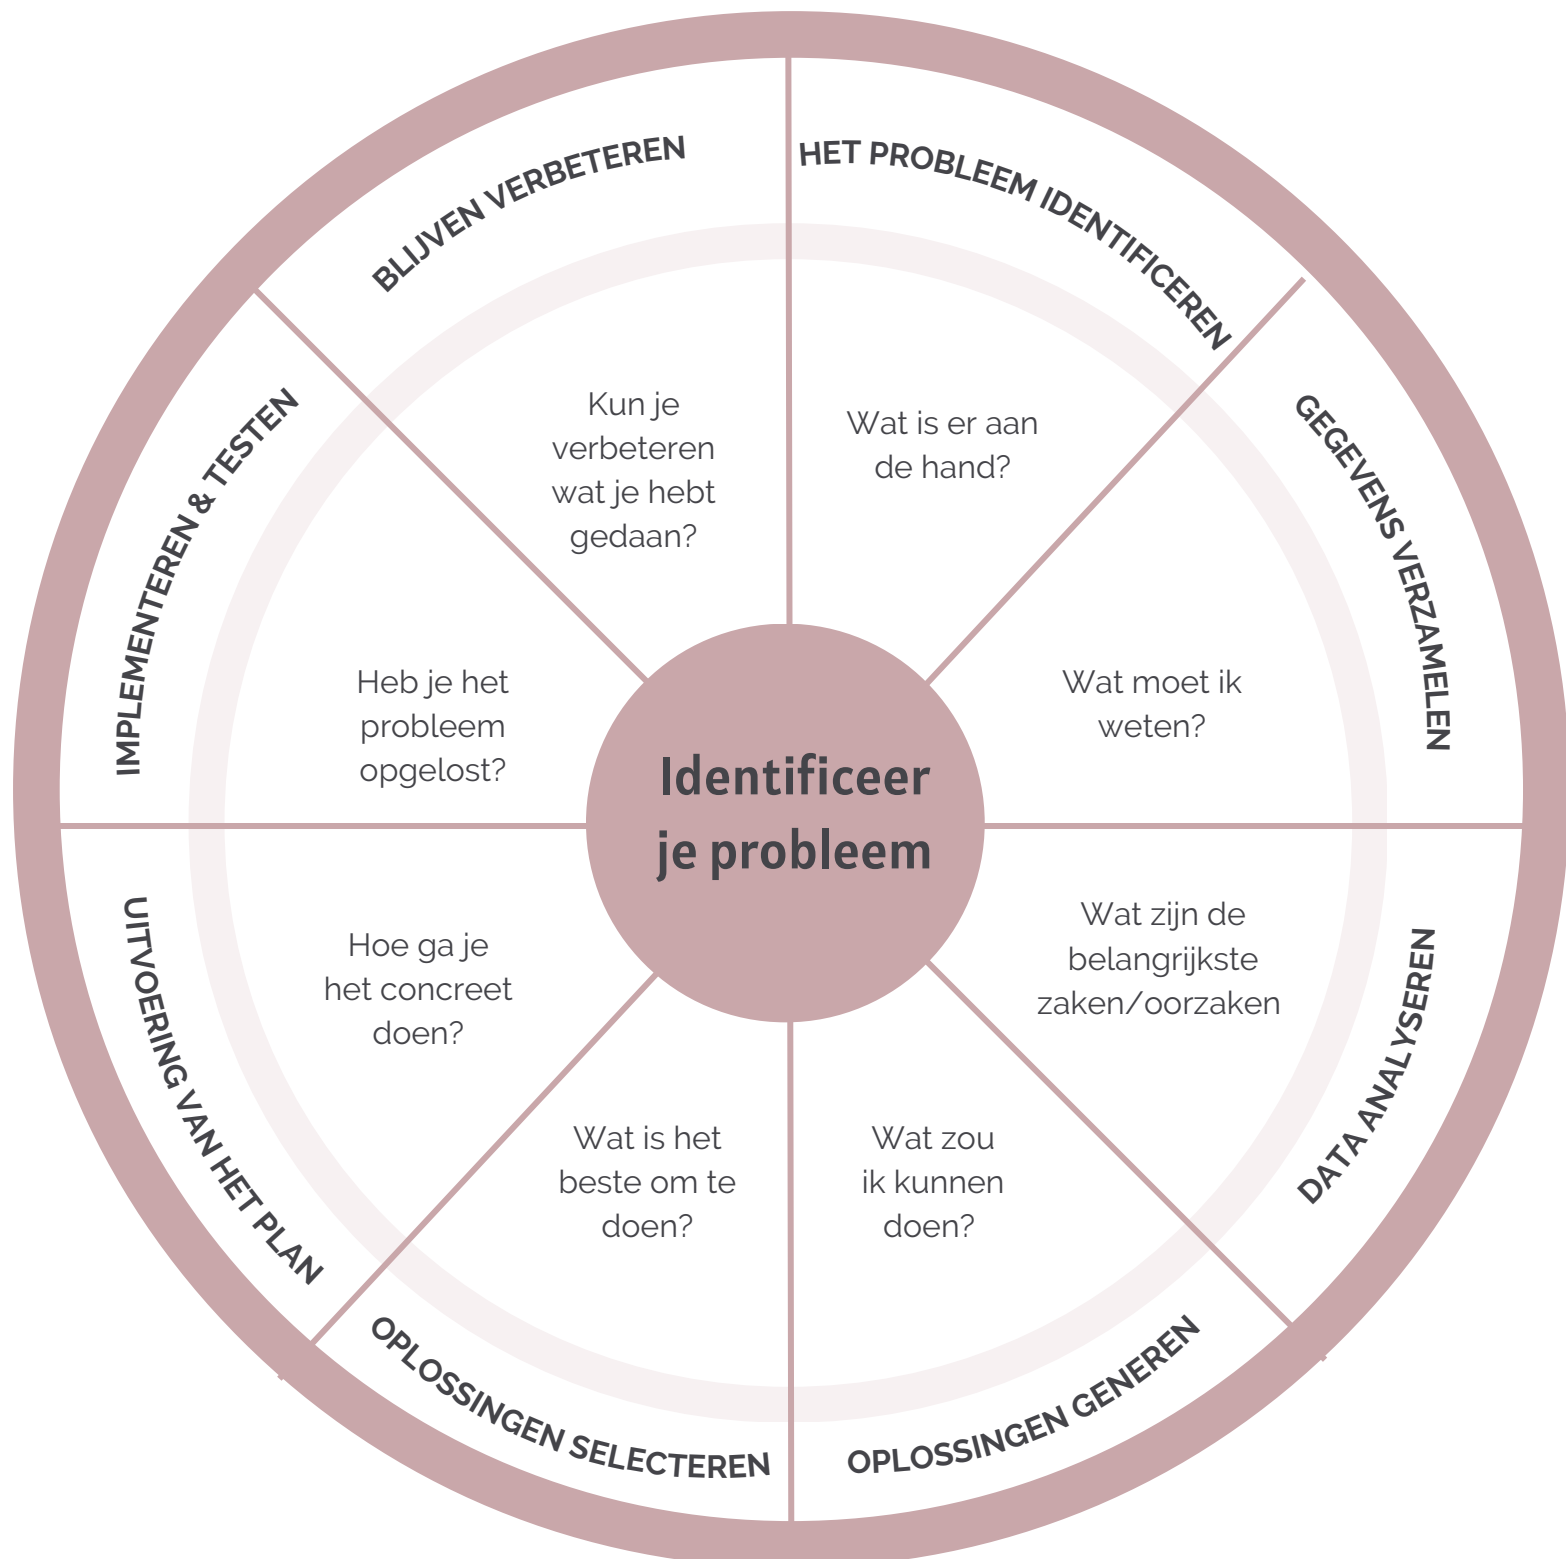 HET PROBLEEM IDENTIFICEREN
Wat is er aan
de hand?
GEGEVENS VERZAMELEN
Wat moet ik
weten?
DATA ANALYSEREN
Wat zijn de
belangrijkste
zaken/oorzaken
OPLOSSINGEN GENEREN
Wat zou
ik kunnen
doen?
OPLOSSINGEN SELECTEREN
Wat is het
beste om te
doen?
UITVOERING VAN HET PLAN
Hoe ga je
het concreet
doen?
IMPLEMENTEREN & TESTEN
Heb je het
probleem
opgelost?
BLIJVEN VERBETEREN
Kun je
verbeteren
wat je hebt
gedaan?
Identificeer
je probleem